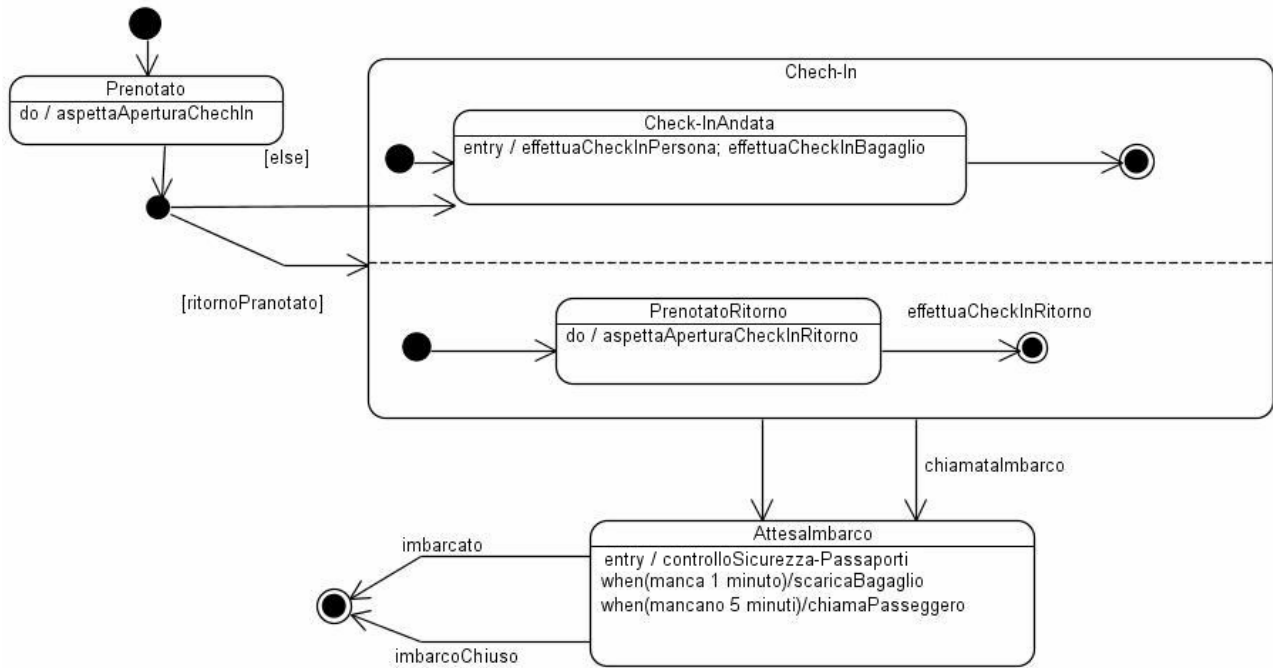 Prenotato
do / aspettaAperturaChechIn
[else]
[ritornoPranotato]
Chech-In
Check-InAndata
entry / effettuaCheckInPersona; effettuaCheckInBagaglio
PrenotatoRitorno
do / aspettaAperturaCheckInRitorno
effettuaCheckInRitorno
chiamataImbarco
AttesaImbarco
entry / controlloSicurezza-Passaporti
when(manca 1 minuto)/scaricaBagaglio
when(mancano 5 minuti)/chiamaPasseggero
imbarcato
imbarcoChiuso